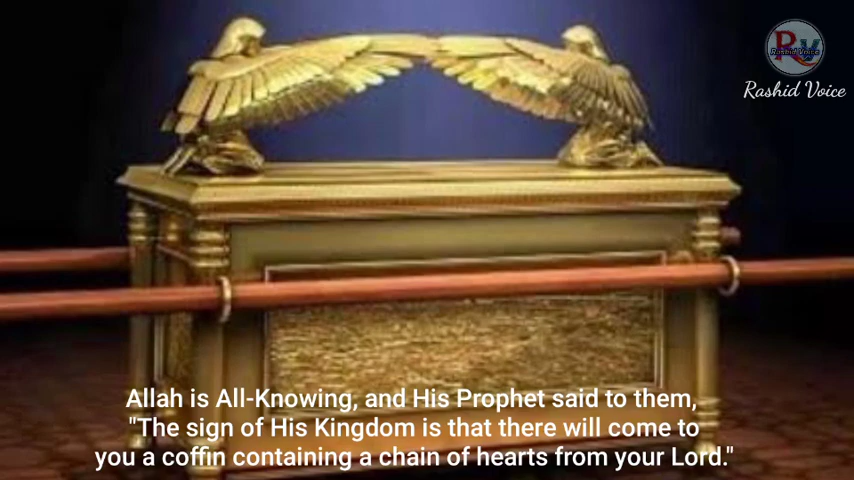 Rashid Voice
Rashid Voice
Allah is All-Knowing, and His Prophet said to them,
"The sign of His Kingdom is that there will come to
you a coffin containing a chain of hearts from your Lord."